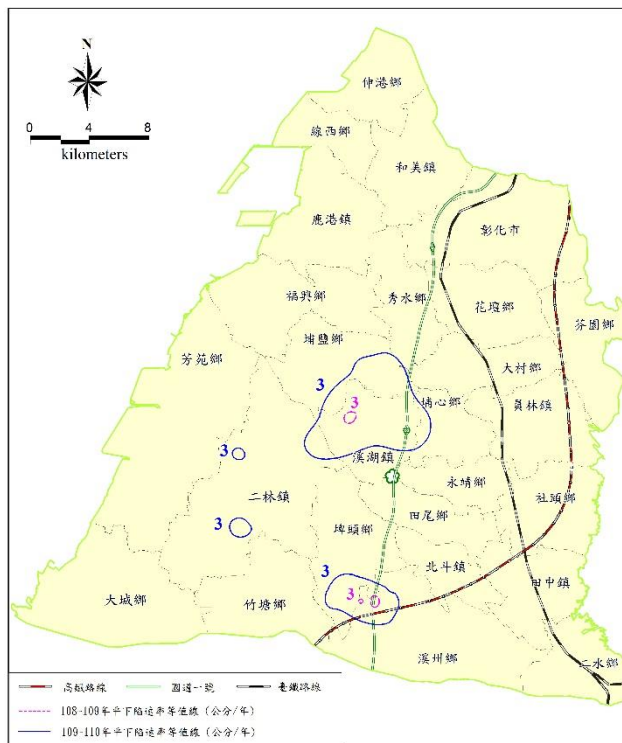 N
0 4 8
kilometers
伸港鄉
線西鄉
和美鎮
鹿港鎮
彰化市
福興鄉
秀水鄉
花壇鄉
芬園鄉
埔鹽鄉
芳苑鄉
大村鄉
3
埔心鄉
員林鎮
3
3
溪湖鎮
永靖鄉
社頭鄉
二林鎮
田尾鄉
3
埤頭鄉
3
北斗鎮
田中鎮
3
大城鄉
竹塘鄉
溪州鄉
二水鄉
高鐵路線 國道一號 臺鐵路線
108-109年平下陷速率等值線（公分/年）
109-110年平下陷速率等值線（公分/年）